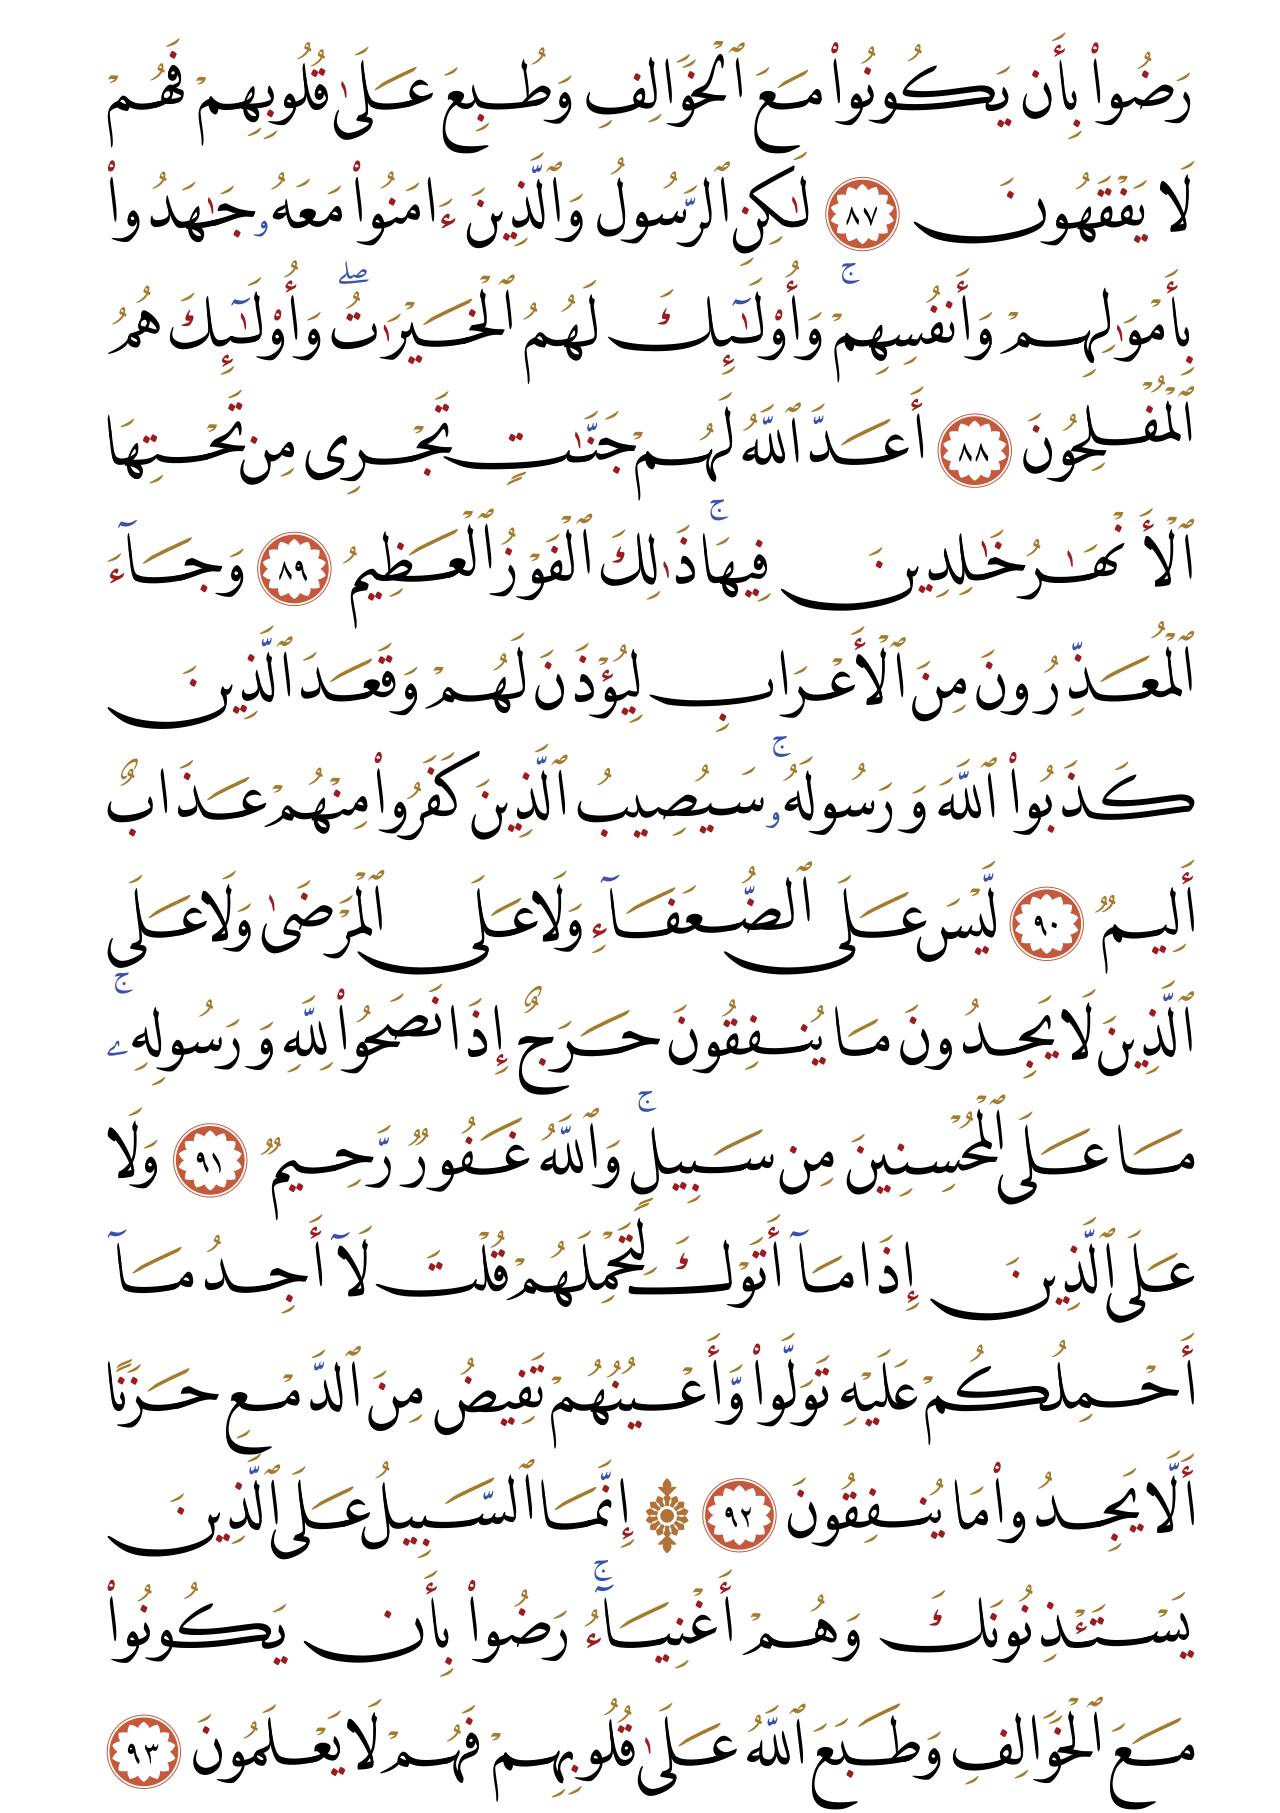 رَضُوا۟ بِأَن يَكُونُوا۟ مَعَ ٱلْخَوَالِفِ وَطُبِعَ عَلَىٰ قُلُوبِهِمْ فَهُمْ
لَا يَفْقَهُونَ ٨٧ لَٰكِنِ ٱلرَّسُولُ وَٱلَّذِينَ ءَامَنُوا۟ مَعَهُۥ جَٰهَدُوا۟
بِأَمْوَٰلِهِمْ وَأَنفُسِهِمْ ۚ وَأُو۟لَٰٓئِكَ لَهُمُ ٱلْخَيْرَٰتُ ۖ وَأُو۟لَٰٓئِكَ هُمُ
ٱلْمُفْلِحُونَ ٨٨ أَعَدَّ ٱللَّهُ لَهُمْ جَنَّٰتٍ تَجْرِى مِن تَحْتِهَا
ٱلْأَنْهَٰرُ خَٰلِدِينَ فِيهَا ۚ ذَٰلِكَ ٱلْفَوْزُ ٱلْعَظِيمُ ٨٩ وَجَآءَ
ٱلْمُعَذِّرُونَ مِنَ ٱلْأَعْرَابِ لِيُؤْذَنَ لَهُمْ وَقَعَدَ ٱلَّذِينَ
كَذَبُوا۟ ٱللَّهَ وَرَسُولَهُۥ ۚ سَيُصِيبُ ٱلَّذِينَ كَفَرُوا۟ مِنْهُمْ عَذَابٌ
أَلِيمٌ ٩٠ لَّيْسَ عَلَى ٱلضُّعَفَآءِ وَلَا عَلَى ٱلْمَرْضَىٰ وَلَا عَلَى
ٱلَّذِينَ لَا يَجِدُونَ مَا يُنفِقُونَ حَرَجٌ إِذَا نَصَحُوا۟ لِلَّهِ وَرَسُولِهِۦ ۚ
مَا عَلَى ٱلْمُحْسِنِينَ مِن سَبِيلٍ ۚ وَٱللَّهُ غَفُورٌ رَّحِيمٌ ٩١ وَلَا
عَلَى ٱلَّذِينَ إِذَا مَآ أَتَوْكَ لِتَحْمِلَهُمْ قُلْتَ لَآ أَجِدُ مَآ
أَحْمِلُكُمْ عَلَيْهِ تَوَلَّوا۟ وَّأَعْيُنُهُمْ تَفِيضُ مِنَ ٱلدَّمْعِ حَزَنًا
أَلَّا يَجِدُوا۟ مَا يُنفِقُونَ ٩٢ ۞ إِنَّمَا ٱلسَّبِيلُ عَلَى ٱلَّذِينَ
يَسْتَـْٔذِنُونَكَ وَهُمْ أَغْنِيَآءُ ۚ رَضُوا۟ بِأَن يَكُونُوا۟
مَعَ ٱلْخَوَالِفِ وَطَبَعَ ٱللَّهُ عَلَىٰ قُلُوبِهِمْ فَهُمْ لَا يَعْلَمُونَ ٩٣